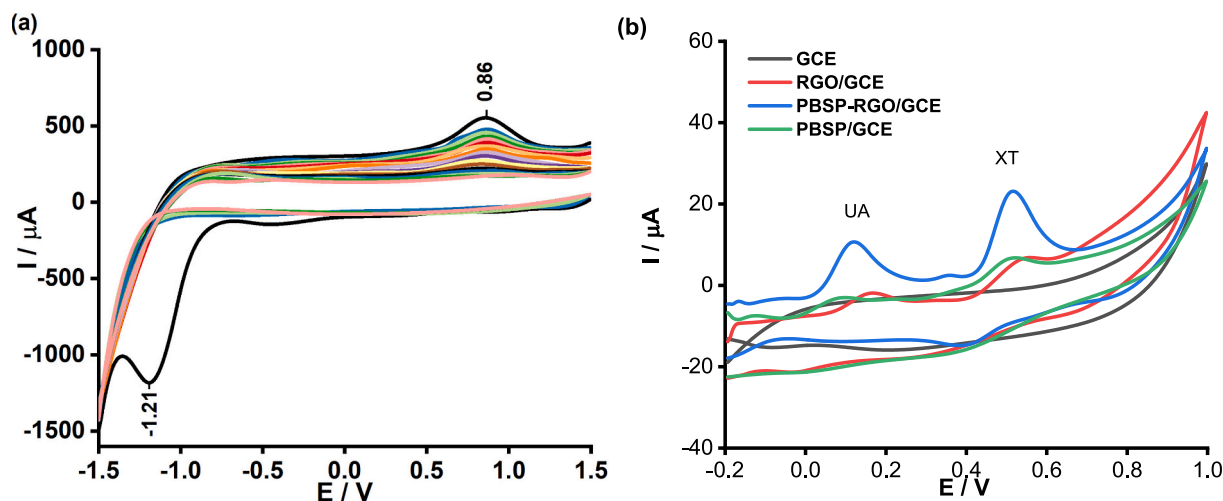 (a)
1000
500
0
-500
-1000
-1500
I / μA
0.86
-1.21
-1.5
-1.0
-0.5
0.0
0.5
1.0
1.5
E / V
(b)
60
40
20
0
−20
−40
I / μA
GCE
RGO/GCE
PBSP-RGO/GCE
PBSP/GCE
UA
XT
−0.2
0.0
0.2
0.4
0.6
0.8
1.0
E / V